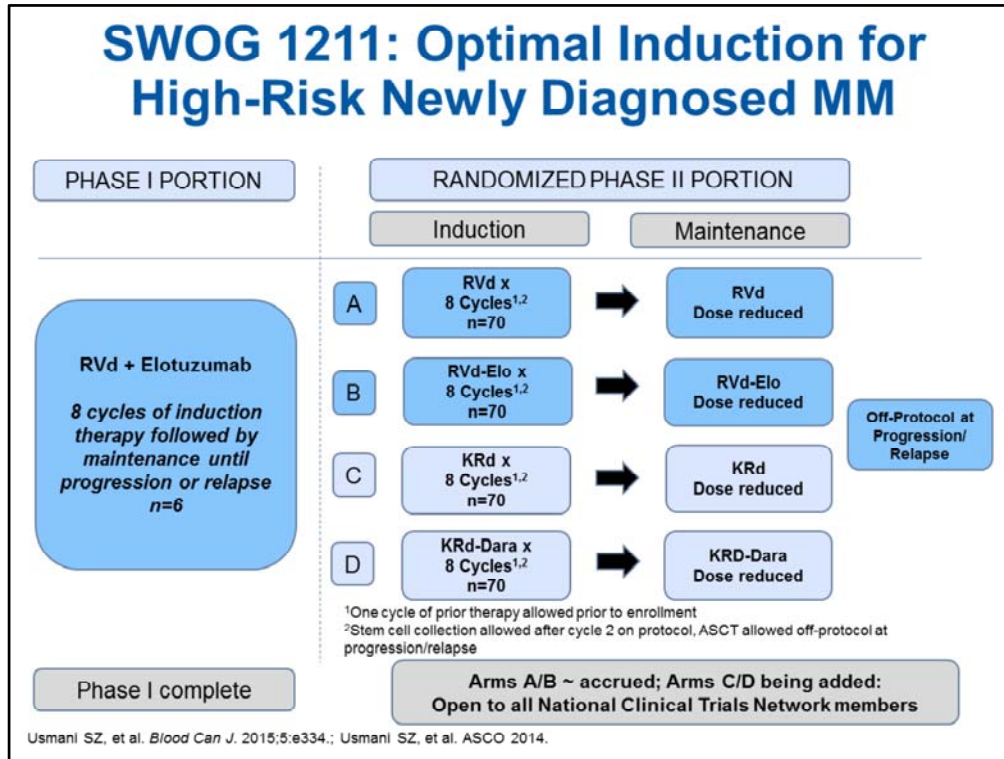 SWOG 1211: Optimal Induction for
High-Risk Newly Diagnosed MM
PHASE I PORTION
RANDOMIZED PHASE II PORTION
Induction
Maintenance
RVd + Elotuzumab
8 cycles of induction
therapy followed by
maintenance until
progression or relapse
n=6
A
RVd x
8 Cycles¹,²
n=70
RVd
Dose reduced
B
RVd-Elo x
8 Cycles¹,²
n=70
RVd-Elo
Dose reduced
C
KRd x
8 Cycles¹,²
n=70
KRd
Dose reduced
D
KRd-Dara x
8 Cycles¹,²
n=70
KRD-Dara
Dose reduced
Off-Protocol at
Progression/
Relapse
¹One cycle of prior therapy allowed prior to enrollment
²Stem cell collection allowed after cycle 2 on protocol, ASCT allowed off-protocol at
progression/relapse
Phase I complete
Arms A/B ~ accrued; Arms C/D being added:
Open to all National Clinical Trials Network members
Usmani SZ, et al. Blood Can J. 2015;5:e334.; Usmani SZ, et al. ASCO 2014.